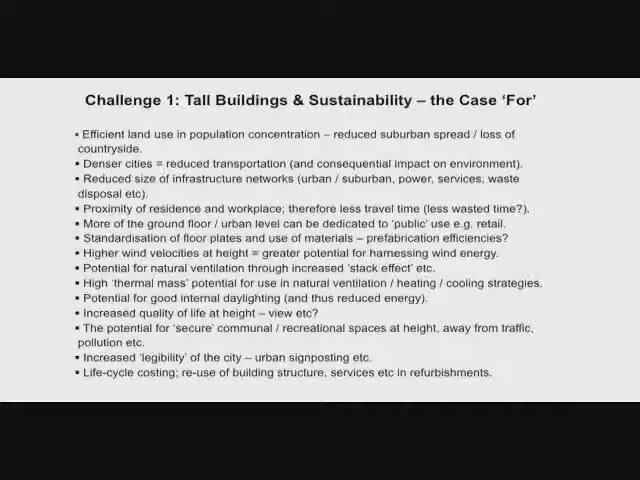 Challenge 1: Tall Buildings & Sustainability – the Case ‘For’
▪ Efficient land use in population concentration – reduced suburban spread / loss of
countryside.
▪ Denser cities = reduced transportation (and consequential impact on environment).
▪ Reduced size of infrastructure networks (urban / suburban, power, services, waste
disposal etc).
▪ Proximity of residence and workplace; therefore less travel time (less wasted time?).
▪ More of the ground floor / urban level can be dedicated to ‘public’ use e.g. retail.
▪ Standardisation of floor plates and use of materials – prefabrication efficiencies?
▪ Higher wind velocities at height = greater potential for harnessing wind energy.
▪ Potential for natural ventilation through increased ‘stack effect’ etc.
▪ High ‘thermal mass’ potential for use in natural ventilation / heating / cooling strategies.
▪ Potential for good internal daylighting (and thus reduced energy).
▪ Increased quality of life at height – view etc?
▪ The potential for ‘secure’ communal / recreational spaces at height, away from traffic,
pollution etc.
▪ Increased ‘legibility’ of the city – urban signposting etc.
▪ Life-cycle costing; re-use of building structure, services etc in refurbishments.